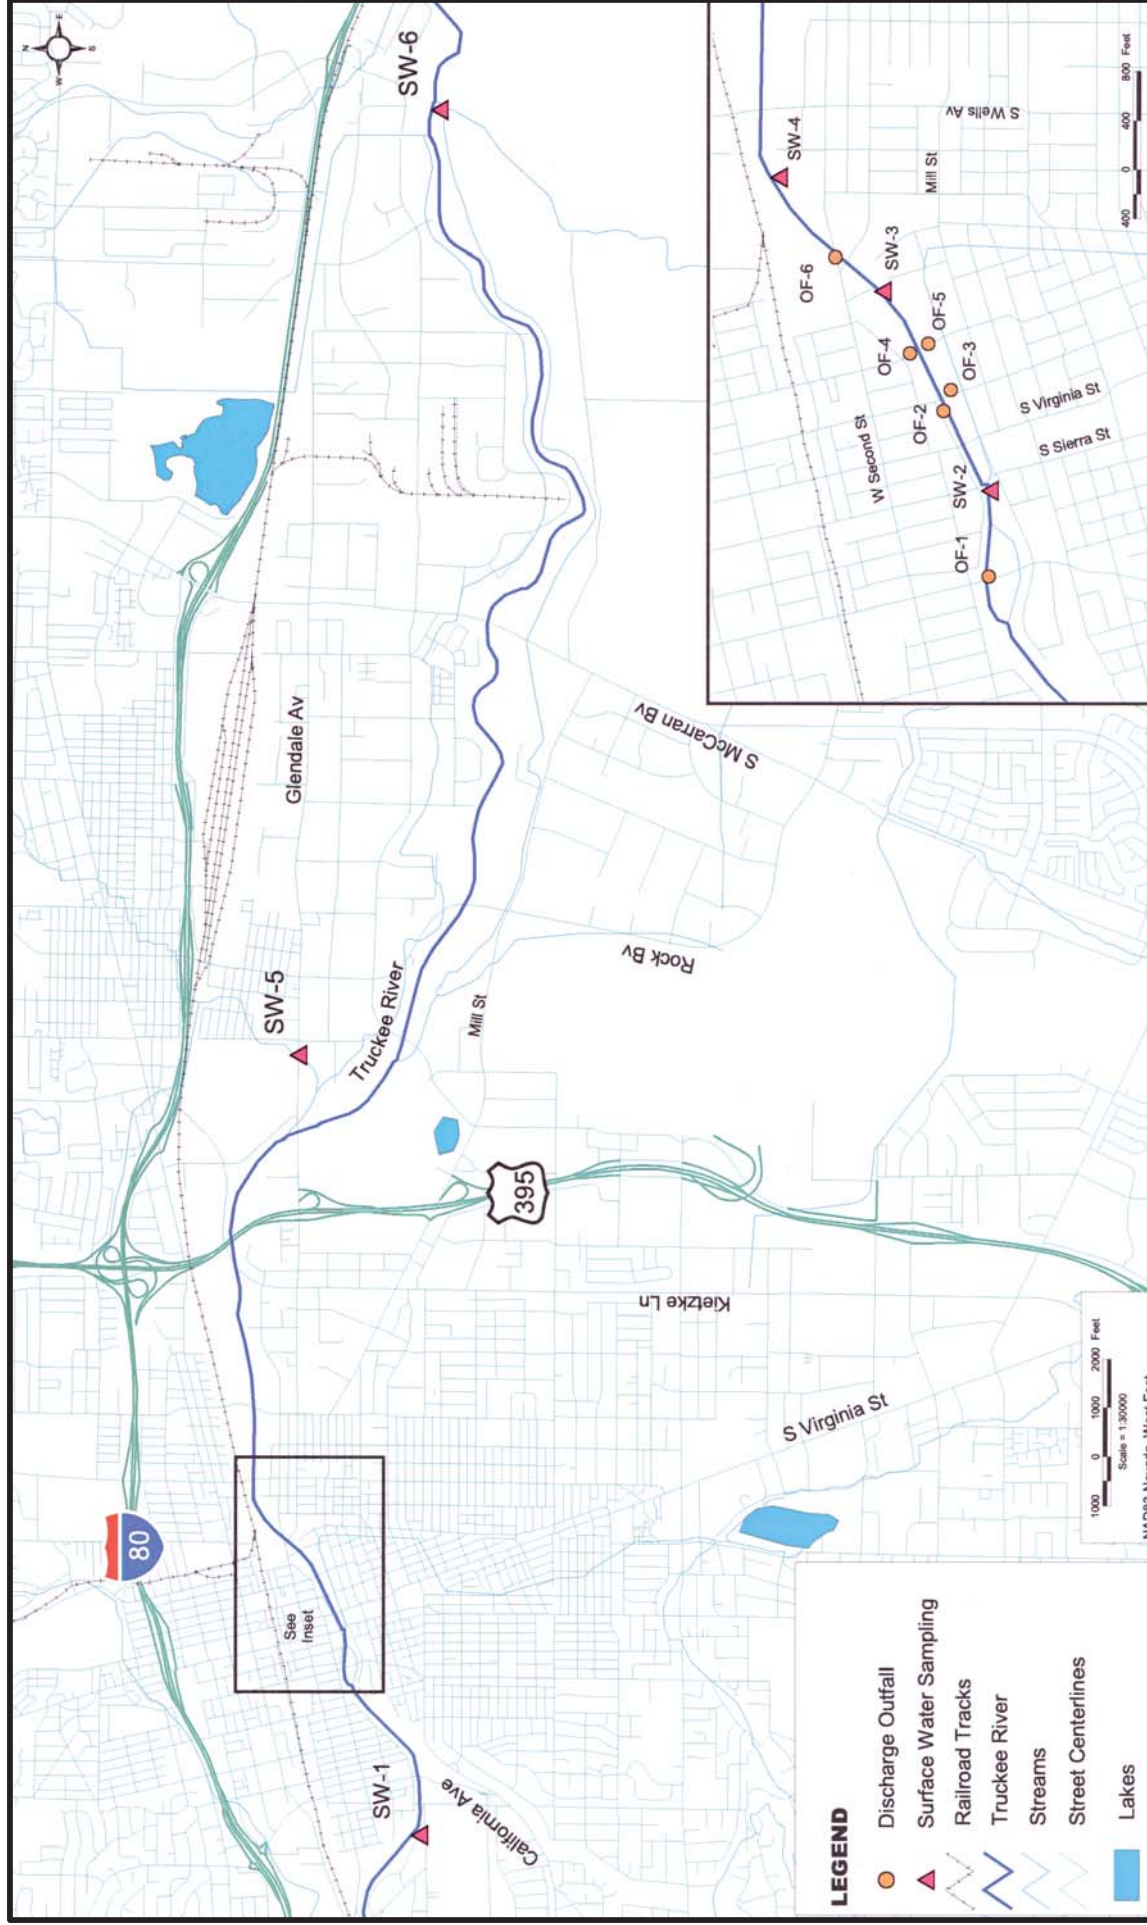 N
E
S
W
SW-6
SW-5
Glendale Av
Truckee River
Mill St
Rock Bv
S McCarran Bv
395
Kietzke Ln
S Virginia St
80
See
Inset
SW-1
California Ave
OF-1
SW-2
OF-2
OF-3
OF-4
OF-5
SW-3
OF-6
SW-4
W Second St
S Sierra St
S Virginia St
Mill St
S Wells Av
400 0 400 800 Feet
LEGEND
Discharge Outfall
Surface Water Sampling
Railroad Tracks
Truckee River
Streams
Street Centerlines
Lakes
1000 0 1000 2000 Feet
Scale = 1:30000